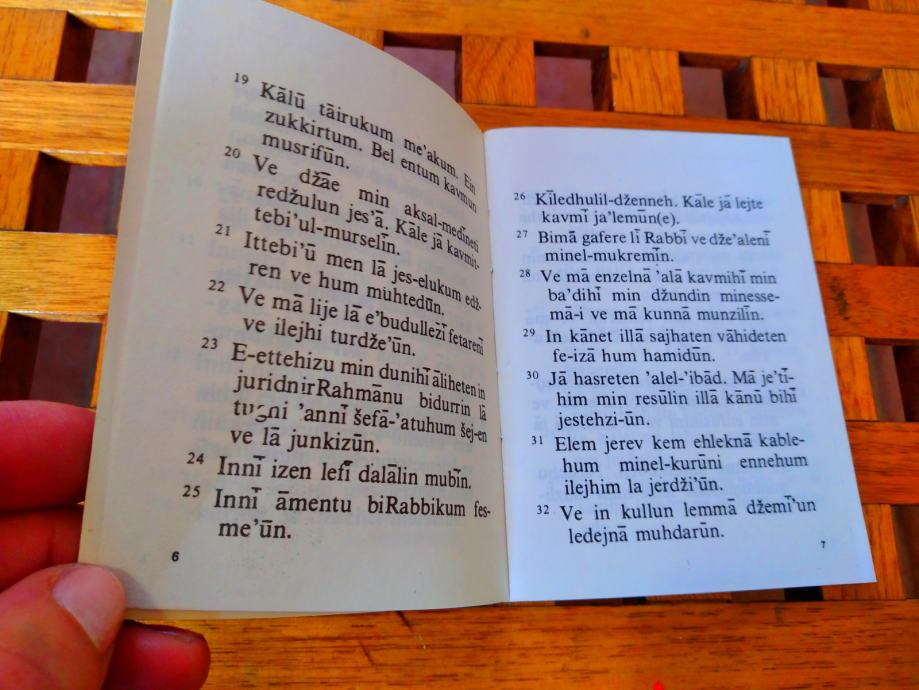 19 Kālū tāirukum me'akum. Ein
zukkirtum. Bel entum kavmun
musrifūn.
20 Ve džāe min aksal-medīneti
redžulun jes'ā. Kāle jā kavmit-
tebi'ul-murselīn.
21 Ittebi'ū men lā jes-elukum edž-
ren ve hum muhtedūn.
22 Ve mā lije lā e'budullezī fetarenī
ve ilejhi turdže'ūn.
23 E-ettehizu min dunihī āliheten in
juridnirRahmānu bidurrin lā
tugni 'annī šefā-'atuhum šej-en
ve lā junkizūn.
24 Innī izen lefī dalālin mubīn.
25 Innī āmentu biRabbikum fes-
me'ūn.
6
26 Kīledhulil-dženneh. Kāle jā lejte
kavmī ja'lemūn(e).
27 Bimā gafere lī Rabbī ve dže'alenī
minel-mukremīn.
28 Ve mā enzelnā 'alā kavmihī min
ba'dihī min džundin minesse-
mā-i ve mā kunnā munzilīn.
29 In kānet illā sajhaten vāhideten
fe-izā hum hamidūn.
30 Jā hasreten 'alel-'ibād. Mā je'tī-
him min resūlin illā kānū bihī
jestehzi-ūn.
31 Elem jerev kem ehleknā kable-
hum minel-kurūni ennehum
ilejhim la jerdži'ūn.
32 Ve in kullun lemmā džemī'un
ledejnā muhdarūn.
7